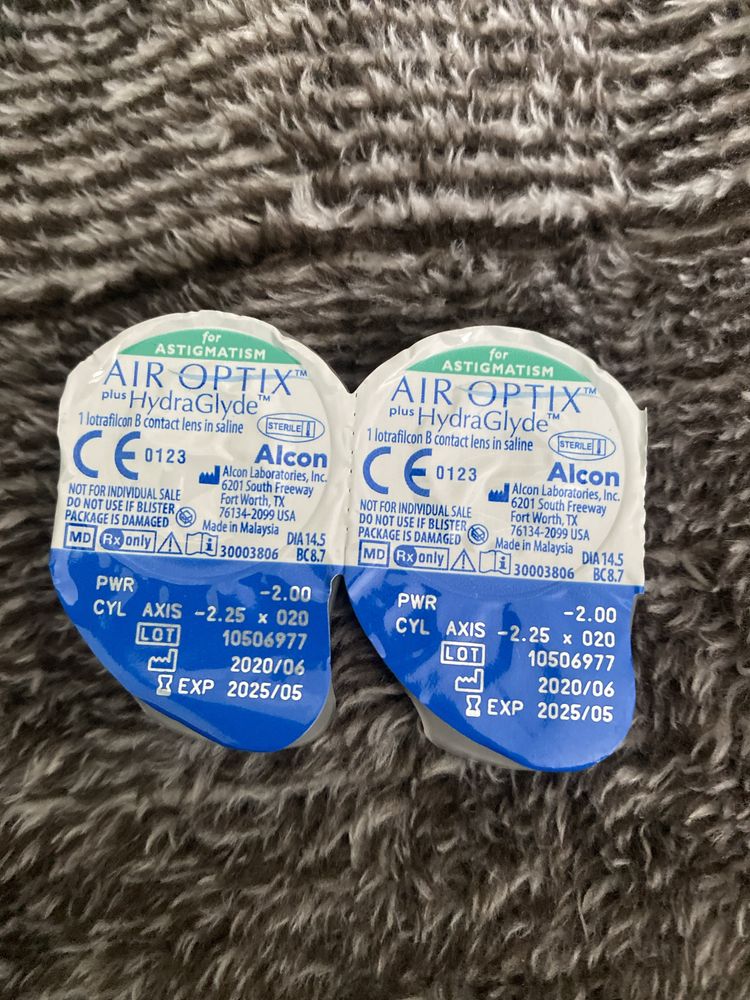 for
ASTIGMATISM
AIR OPTIX™
plus HydraGlyde™
1 lotrafilcon B contact lens in saline
STERILE
CE 0123
Alcon
Alcon Laboratories, Inc.
6201 South Freeway
Fort Worth, TX
76134-2099 USA
NOT FOR INDIVIDUAL SALE
DO NOT USE IF BLISTER
PACKAGE IS DAMAGED
Made in Malaysia
DIA 14.5
MD Rx only 30003806 BC 8.7
PWR -2.00
CYL AXIS -2.25 x 020
LOT 10506977
2020/06
EXP 2025/05
for
ASTIGMATISM
AIR OPTIX™
plus HydraGlyde™
1 lotrafilcon B contact lens in saline
STERILE
CE 0123
Alcon
Alcon Laboratories, Inc.
6201 South Freeway
Fort Worth, TX
76134-2099 USA
NOT FOR INDIVIDUAL SALE
DO NOT USE IF BLISTER
PACKAGE IS DAMAGED
Made in Malaysia
DIA 14.5
MD Rx only 30003806 BC 8.7
PWR -2.00
CYL AXIS -2.25 x 020
LOT 10506977
2020/06
EXP 2025/05